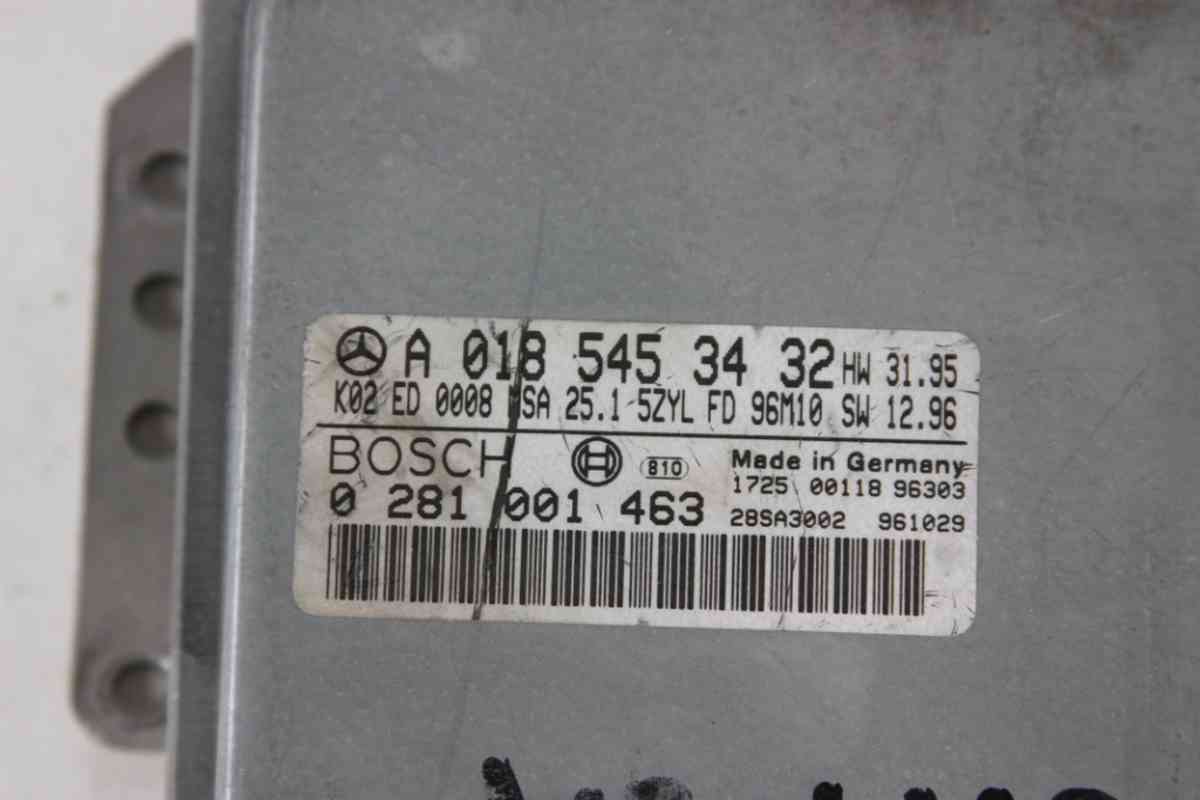 A 018 545 34 32 HW 31.95
K02 ED 0008 MSA 25.1 5ZYL FD 96M10 SW 12.96
BOSCH 810 Made in Germany
1725 00118 96303
0 281 001 463 28SA3002 961029